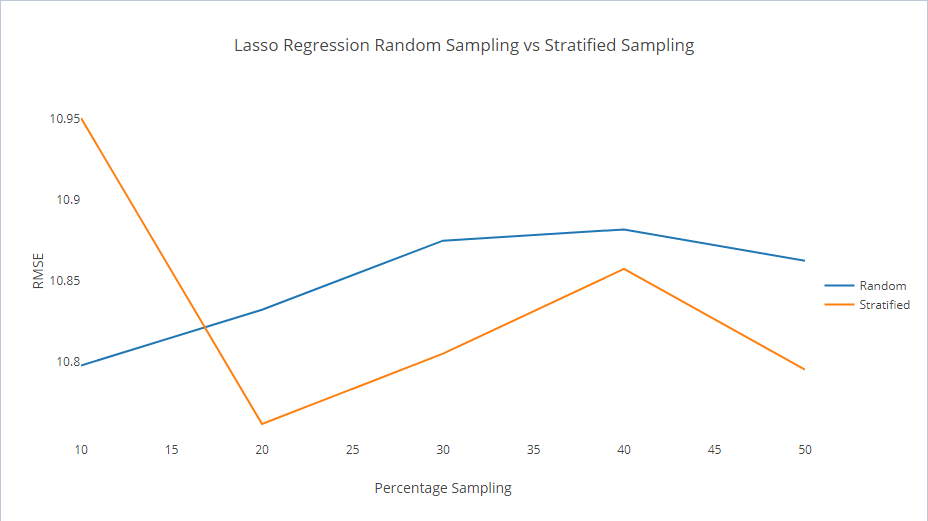 Lasso Regression Random Sampling vs Stratified Sampling
10.95
10.9
10.85
10.8
RMSE
Random
Stratified
10 15 20 25 30 35 40 45 50
Percentage Sampling